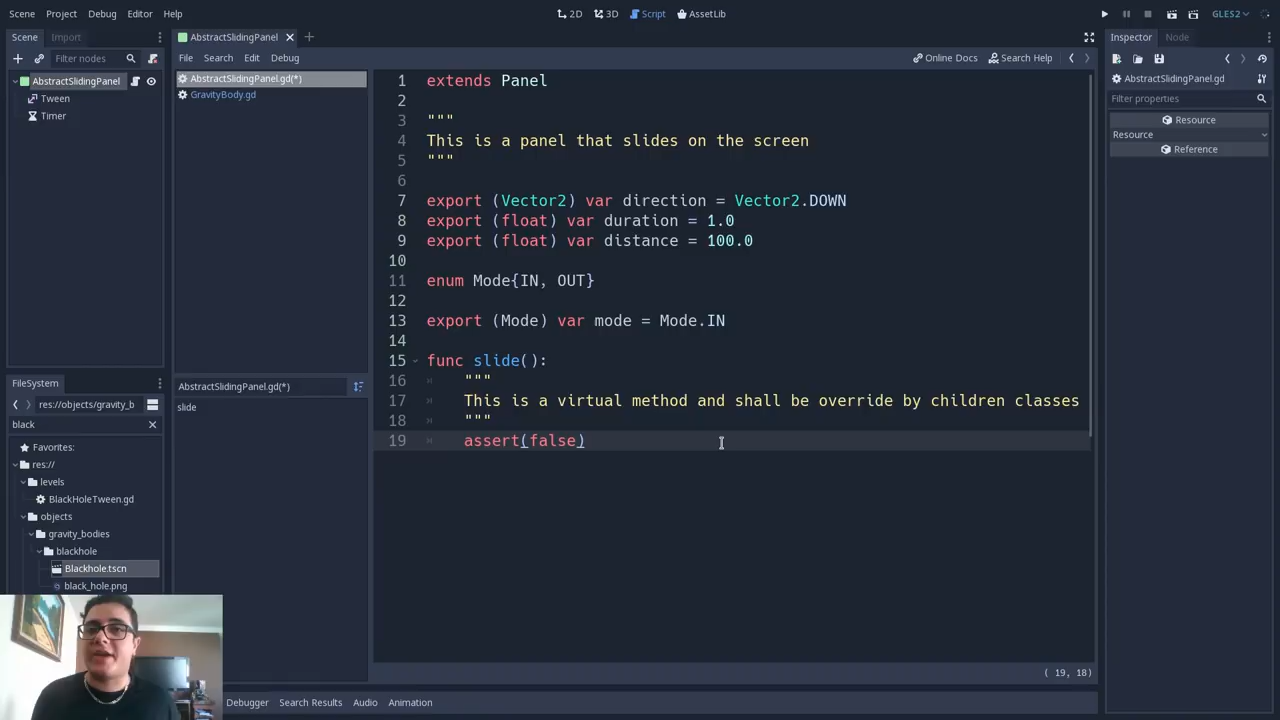 Scene Project Debug Editor Help
2D 3D Script AssetLib
GLES2
Scene Import
Filter nodes
AbstractSlidingPanel
Tween
Timer
FileSystem
res://objects/gravity_b
black
Favorites:
res://
levels
BlackHoleTween.gd
objects
gravity_bodies
blackhole
Blackhole.tscn
black_hole.png
AbstractSlidingPanel
File Search Edit Debug
Online Docs Search Help
AbstractSlidingPanel.gd(*)
GravityBody.gd
AbstractSlidingPanel.gd(*)
slide
1 extends Panel
2
3 """
4 This is a panel that slides on the screen
5 """
6
7 export (Vector2) var direction = Vector2.DOWN
8 export (float) var duration = 1.0
9 export (float) var distance = 100.0
10
11 enum Mode{IN, OUT}
12
13 export (Mode) var mode = Mode.IN
14
15 func slide():
16 """
17 This is a virtual method and shall be override by children classes
18 """
19 assert(false)
( 19, 18)
Debugger Search Results Audio Animation
Inspector Node
AbstractSlidingPanel.gd
Filter properties
Resource
Resource
Reference